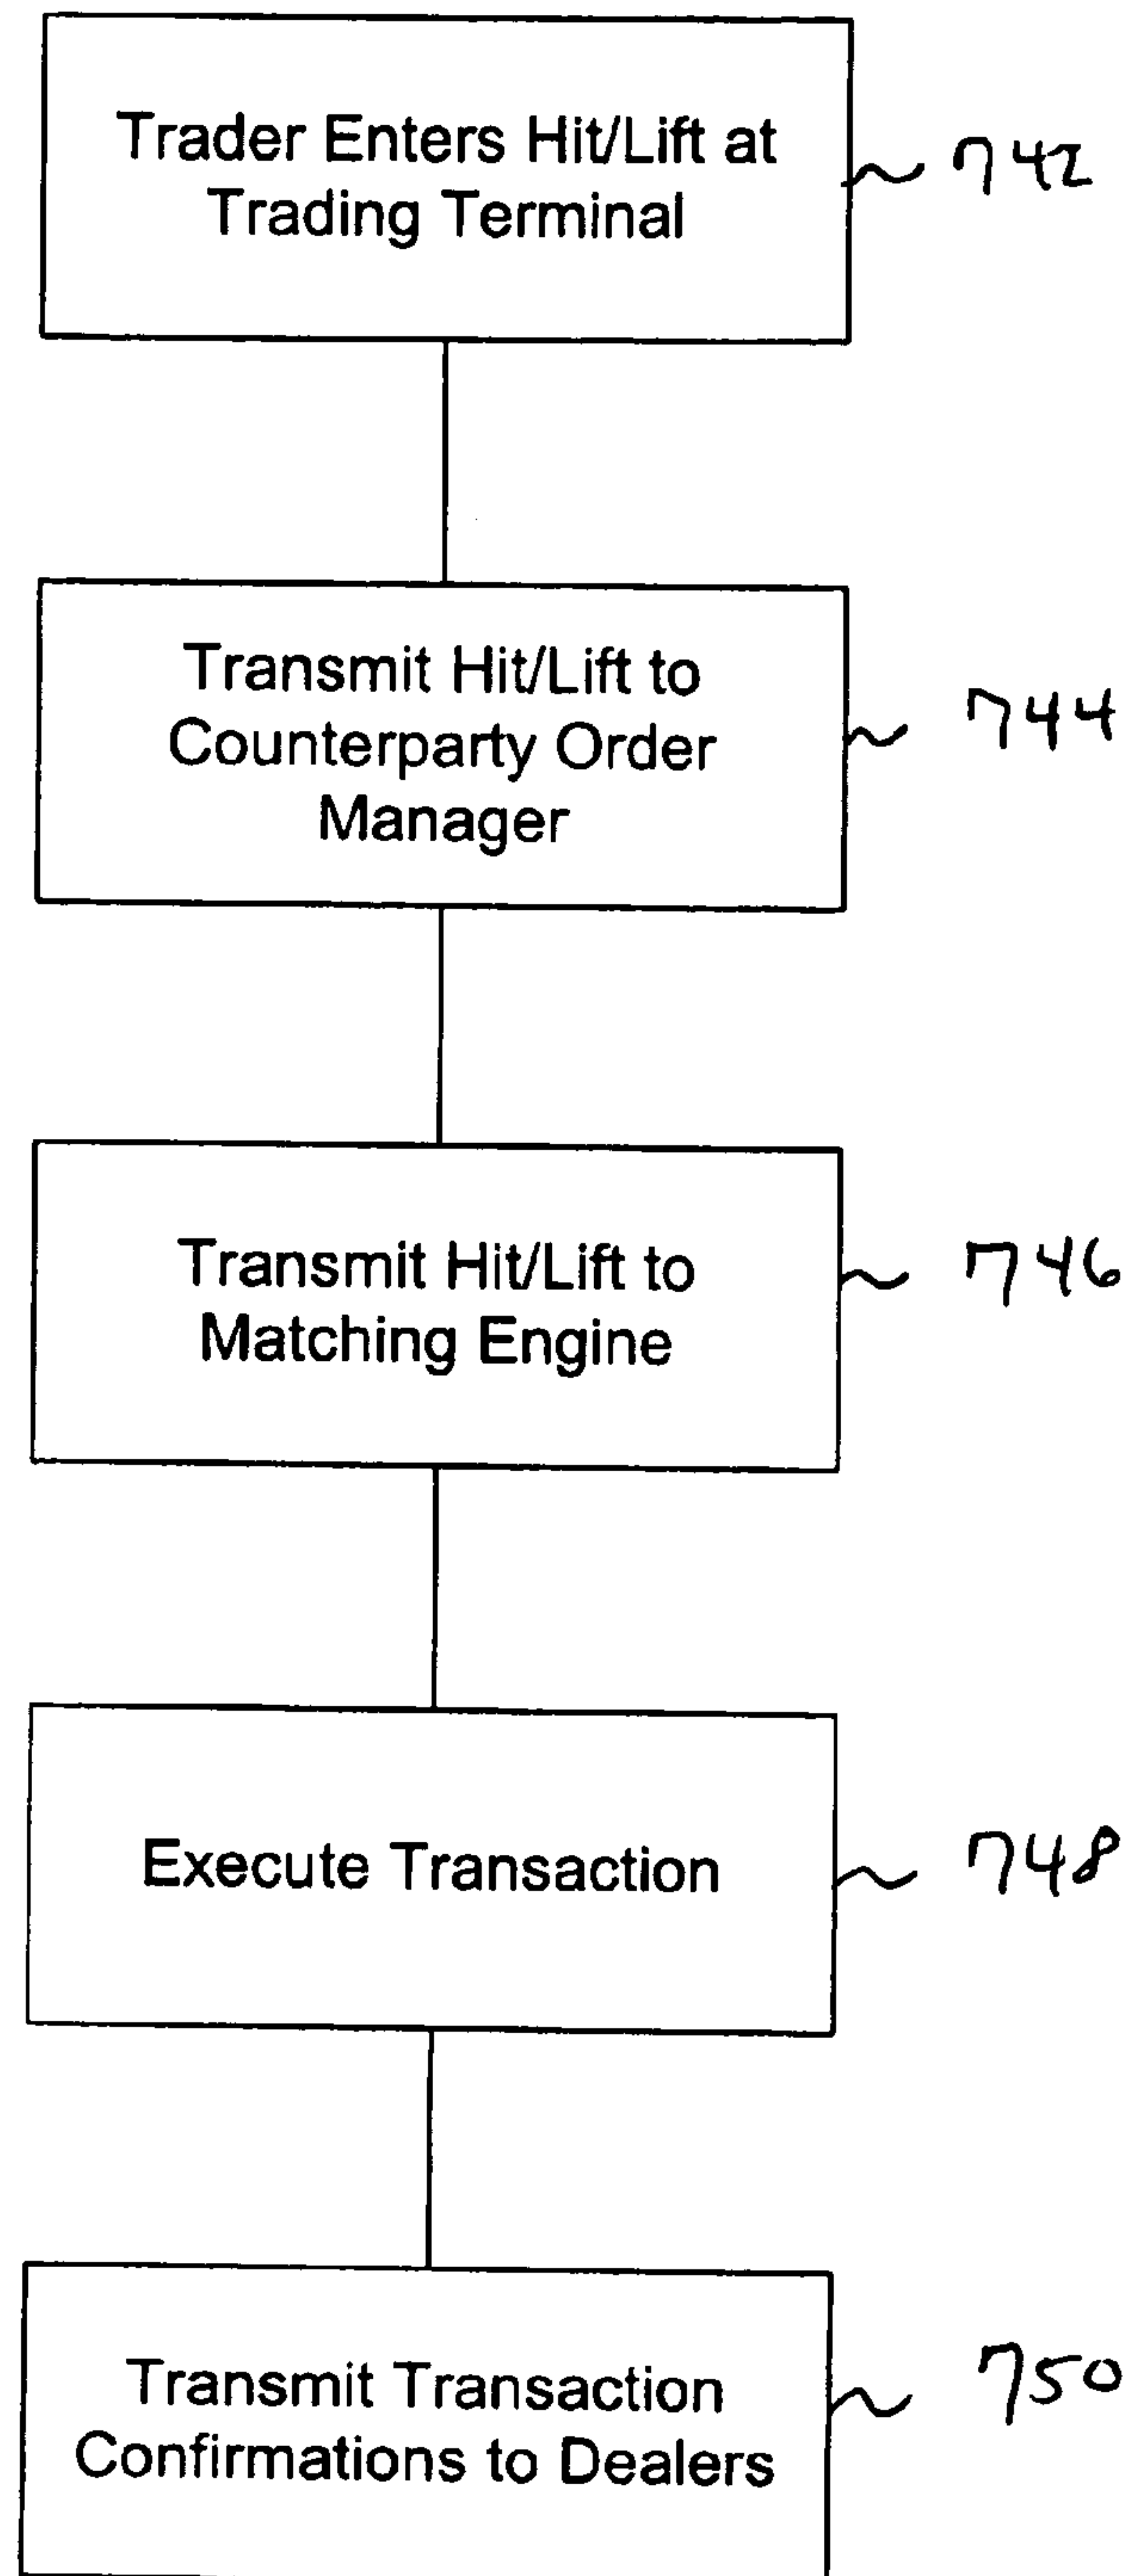 Trader Enters Hit/Lift at
Trading Terminal
742
Transmit Hit/Lift to
Counterparty Order
Manager
744
Transmit Hit/Lift to
Matching Engine
746
Execute Transaction
748
Transmit Transaction
Confirmations to Dealers
750